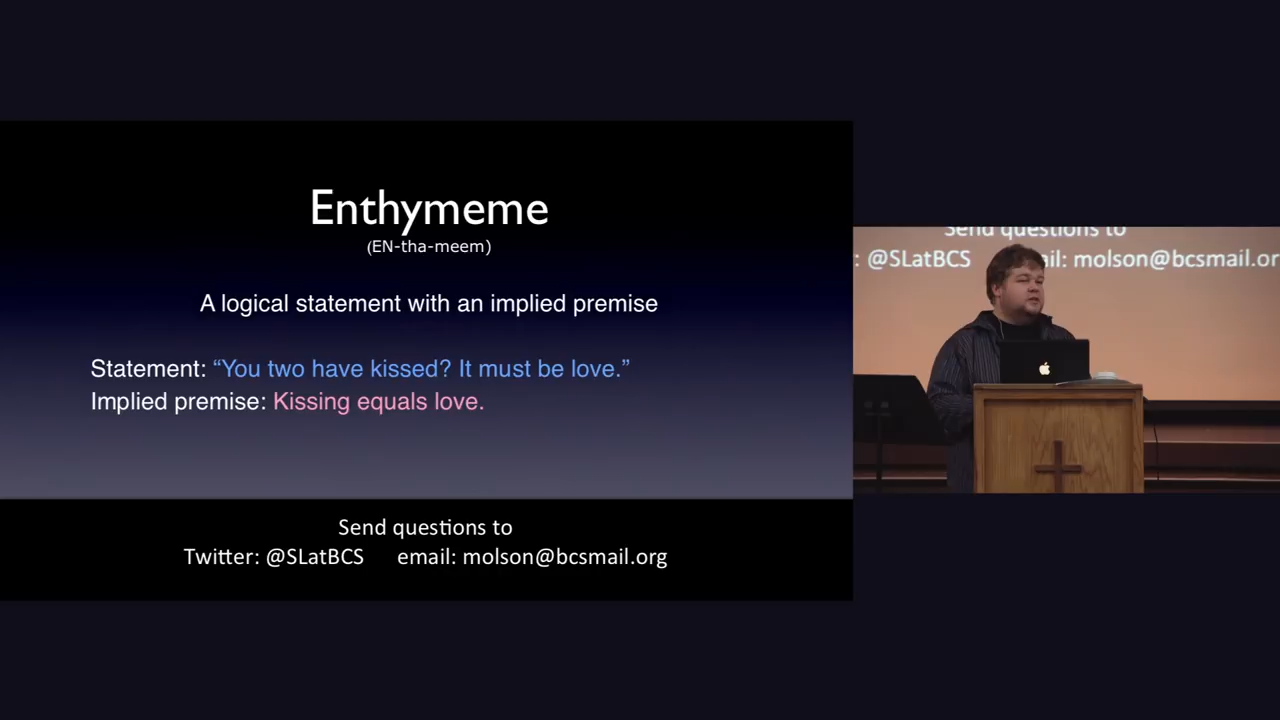 Enthymeme
(EN-tha-meem)
A logical statement with an implied premise
Statement: “You two have kissed? It must be love.”
Implied premise: Kissing equals love.
Send questions to
Twitter: @SLatBCS email: molson@bcsmail.org
Send questions to
: @SLatBCS ail: molson@bcsmail.or